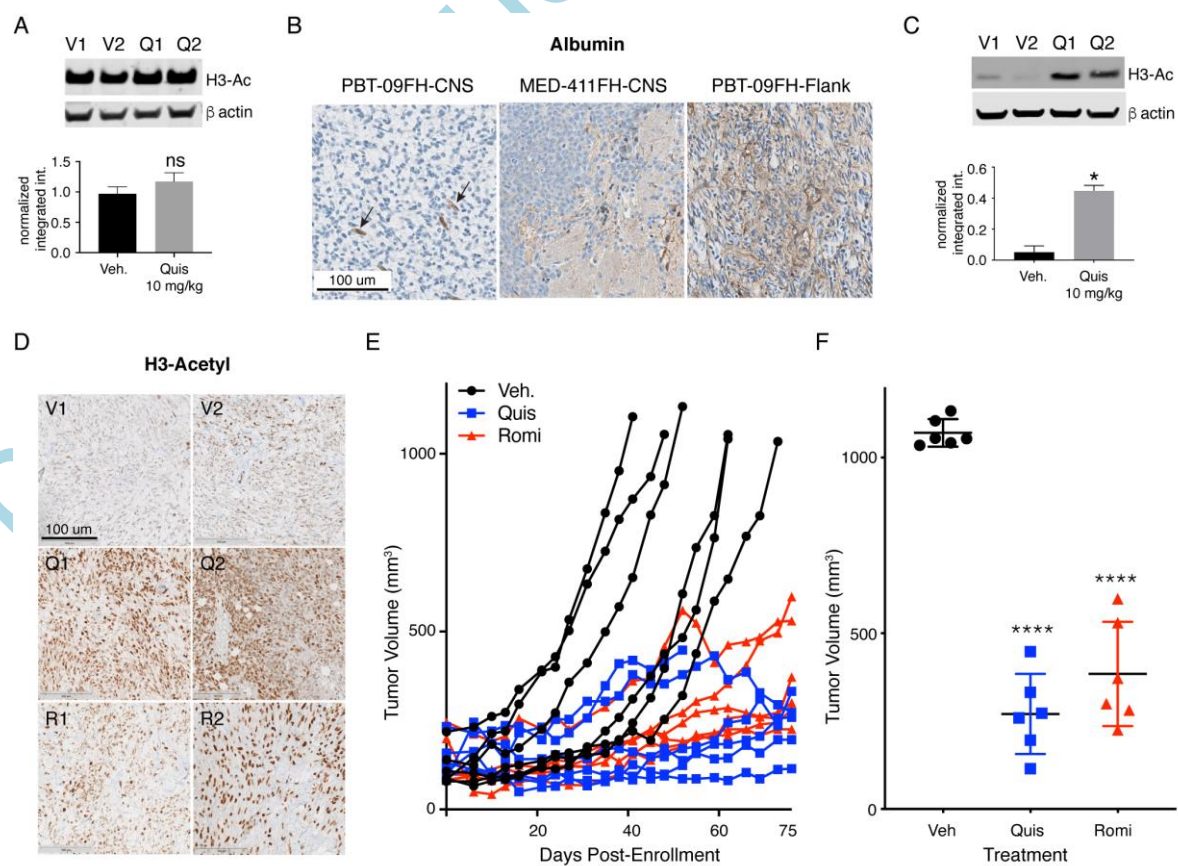 A
V1 V2 Q1 Q2
H3-Ac
β actin
normalized
integrated int.
1.5
1.0
0.5
0.0
ns
Veh.
Quis
10 mg/kg
B
Albumin
PBT-09FH-CNS MED-411FH-CNS PBT-09FH-Flank
100 um
C
V1 V2 Q1 Q2
H3-Ac
β actin
normalized
integrated int.
0.6
0.4
0.2
0.0
*
Veh.
Quis
10 mg/kg
D
H3-Acetyl
V1 V2
100 um
Q1 Q2
R1 R2
E
Veh.
Quis
Romi
Tumor Volume (mm³)
1000
500
0
20 40 60 75
Days Post-Enrollment
F
Tumor Volume (mm³)
1000
500
0
****
****
Veh Quis Romi
Treatment